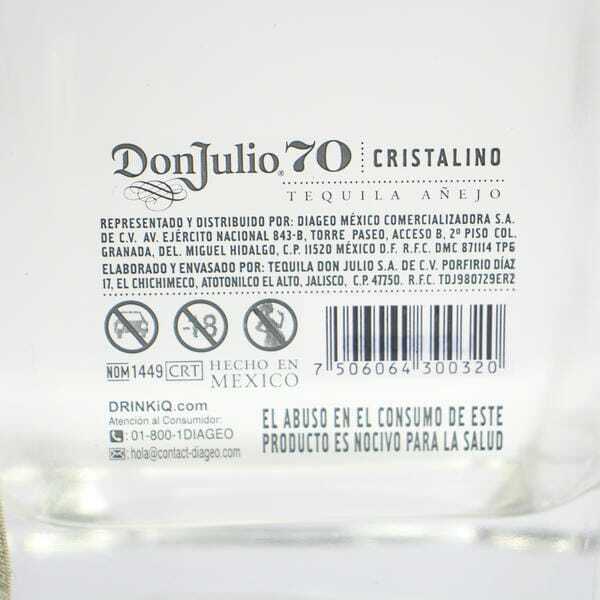 DonJulio® 70 CRISTALINO
TEQUILA AÑEJO
REPRESENTADO Y DISTRIBUIDO POR: DIAGEO MÉXICO COMERCIALIZADORA S.A.
DE C.V. AV. EJÉRCITO NACIONAL 843-B, TORRE PASEO, ACCESO B, 2º PISO COL.
GRANADA, DEL. MIGUEL HIDALGO, C.P. 11520 MÉXICO D.F. R.F.C. DMC 871114 TP6
ELABORADO Y ENVASADO POR: TEQUILA DON JULIO S.A. DE C.V. PORFIRIO DÍAZ
17, EL CHICHIMECO, ATOTONILCO EL ALTO, JALISCO, C.P. 47750. R.F.C. TDJ980729ER2
-18
NOM 1449 CRT HECHO EN
MÉXICO
7 506064 300320
DRINKiQ.com
Atención al Consumidor:
: 01-800-1DIAGEO
: hola@contact-diageo.com
EL ABUSO EN EL CONSUMO DE ESTE
PRODUCTO ES NOCIVO PARA LA SALUD